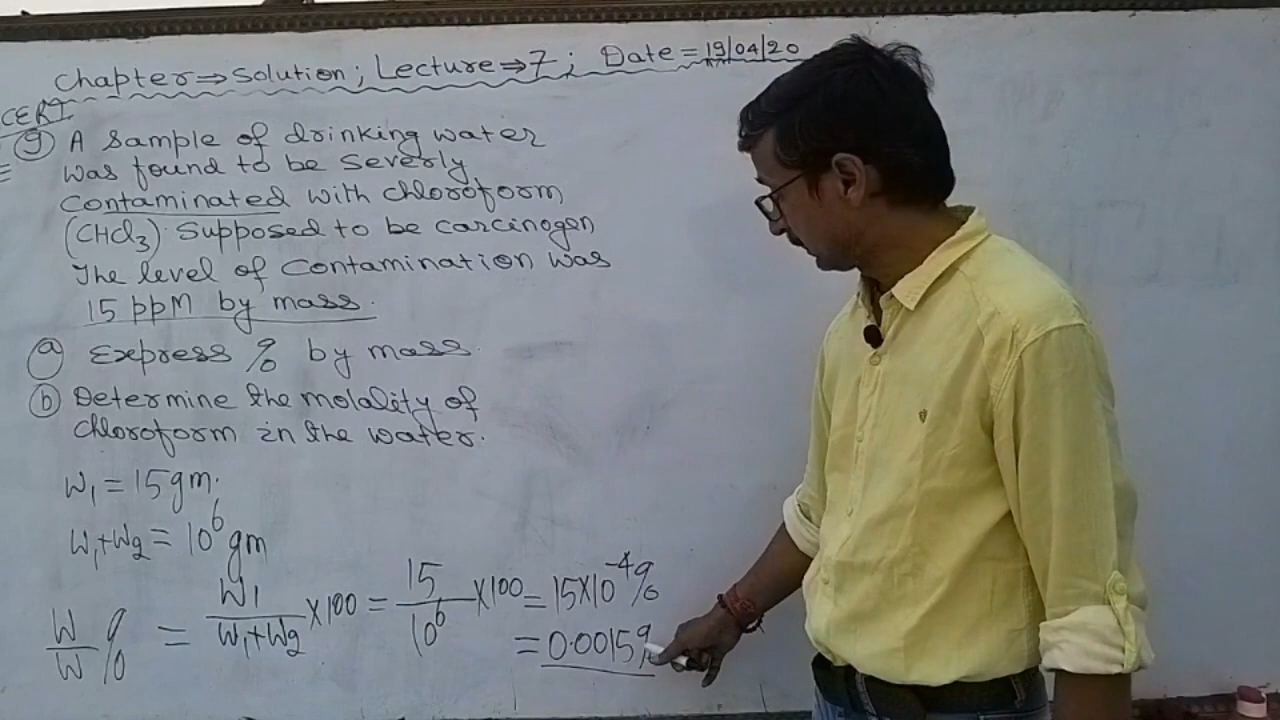 Chapter⇒Solution; Lecture⇒7; Date=19/04/20
CERT
9 A Sample of drinking water
was found to be severly
contaminated with chloroform
(CHCl3). Supposed to be carcinogen
The level of contamination was
15 ppM by mass.
a Express % by mass.
b Determine the molality of
chloroform in the water.
W1 = 15gm.
W1+W2 = 10^6 gm
W/W % = W1/(W1+W2) ×100 = 15/10^6 ×100 = 15×10^-4 %
= 0.0015%